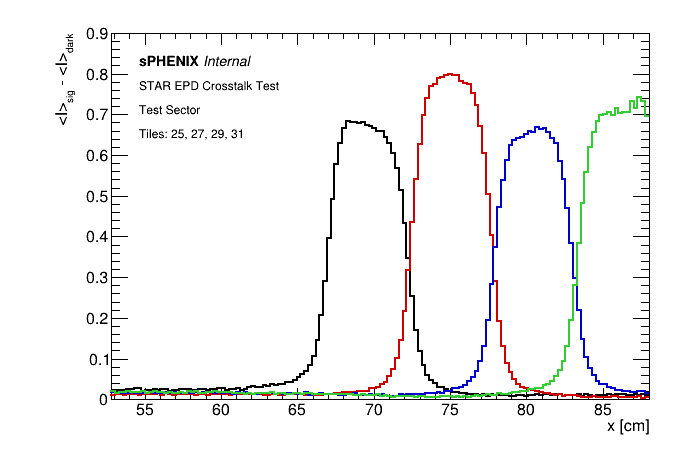 <I>sig - <I>dark
0.9
0.8
0.7
0.6
0.5
0.4
0.3
0.2
0.1
0
sPHENIX Internal
STAR EPD Crosstalk Test
Test Sector
Tiles: 25, 27, 29, 31
55 60 65 70 75 80 85
x [cm]